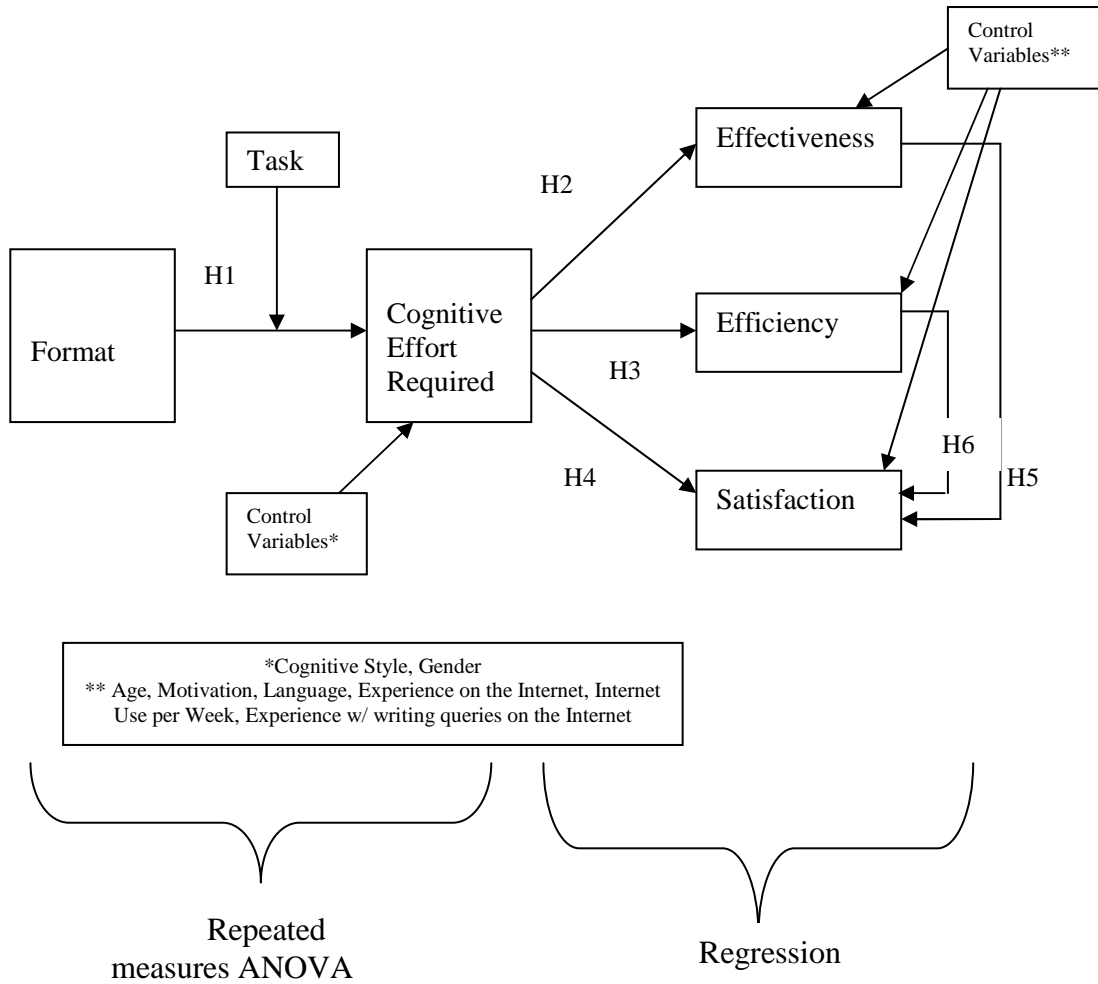 Control
Variables**
Effectiveness
Task
H2
H1
Cognitive
Effort
Required
Efficiency
Format
H3
H6
H4
H5
Satisfaction
Control
Variables*
*Cognitive Style, Gender
** Age, Motivation, Language, Experience on the Internet, Internet
Use per Week, Experience w/ writing queries on the Internet
Repeated
measures ANOVA
Regression